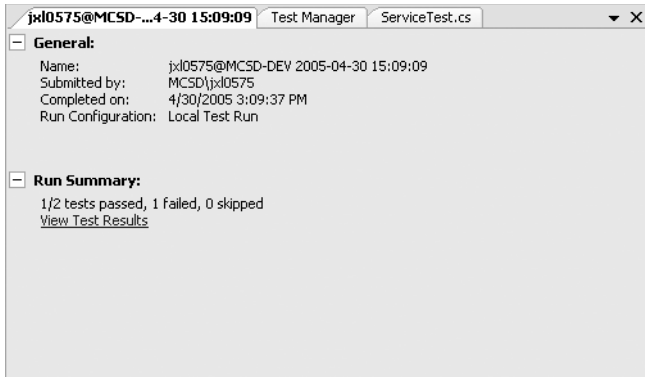 jxl0575@MCSD-...4-30 15:09:09 Test Manager ServiceTest.cs
General:
Name: jxl0575@MCSD-DEV 2005-04-30 15:09:09
Submitted by: MCSD\jxl0575
Completed on: 4/30/2005 3:09:37 PM
Run Configuration: Local Test Run
Run Summary:
1/2 tests passed, 1 failed, 0 skipped
View Test Results